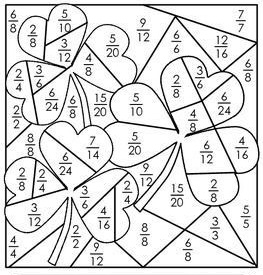 6/8 2/8 5/10 3/12 9/12 7/7
5/20 6/6 12/16 6/8
2/4 3/6 4/8 2/8 3/6 6/24
6/24 6/8 15/20 5/10 4/8
2/2
8/8 6/24 7/14 5/20 6/12 4/16
2/8 2/4 9/12 15/20 2/8
3/12 3/6 4/16 2/4 3/3 5/5
4/4 2/2 9/12 8/8 6/8